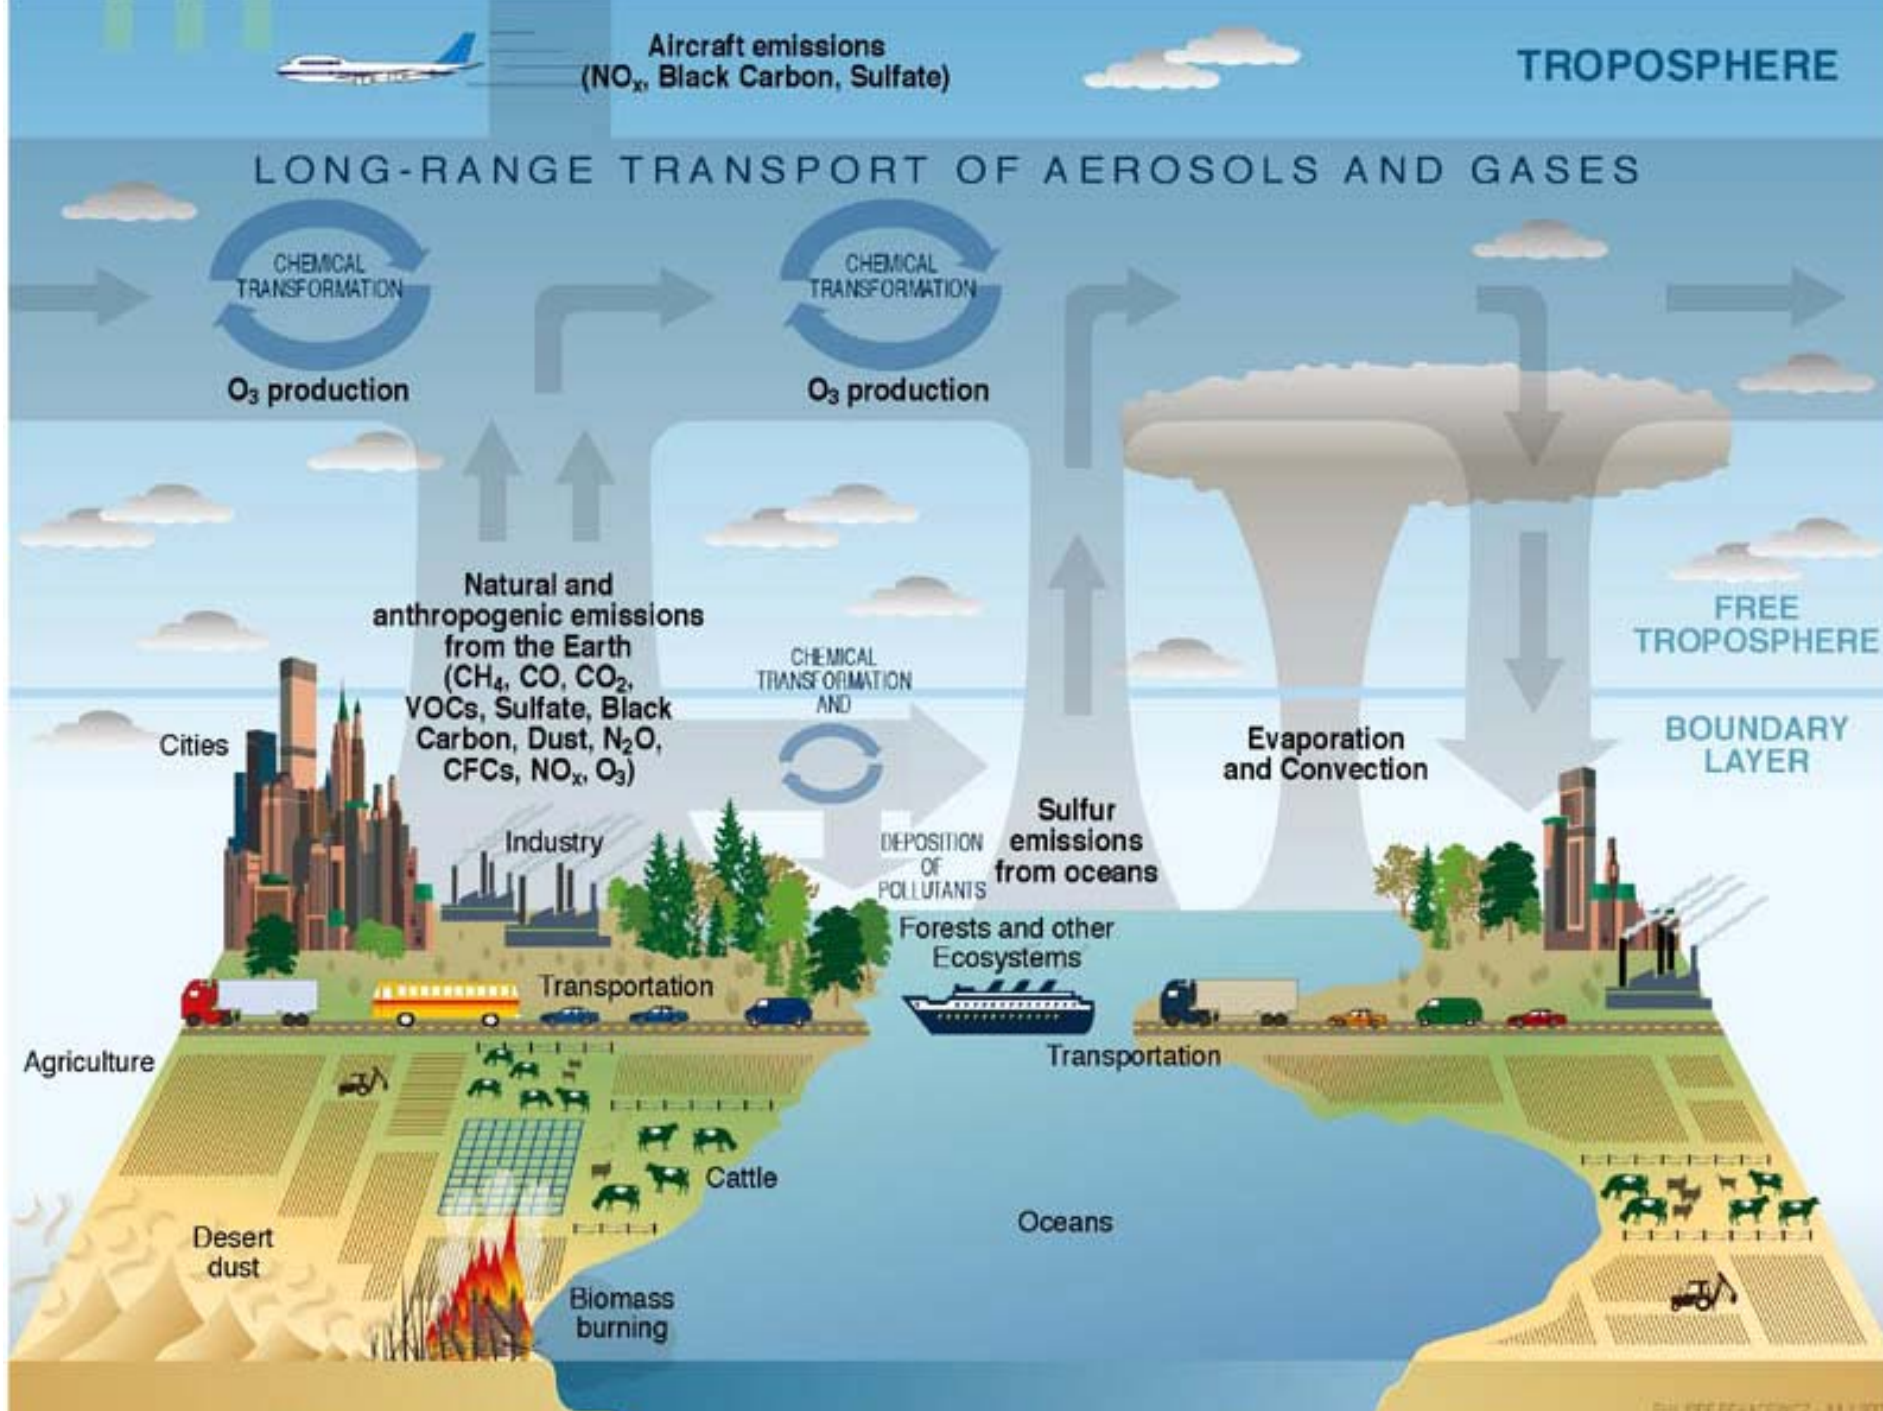 Aircraft emissions
(NOₓ, Black Carbon, Sulfate)
TROPOSPHERE
LONG-RANGE TRANSPORT OF AEROSOLS AND GASES
CHEMICAL
TRANSFORMATION
O₃ production
CHEMICAL
TRANSFORMATION
O₃ production
Natural and
anthropogenic emissions
from the Earth
(CH₄, CO, CO₂,
VOCs, Sulfate, Black
Carbon, Dust, N₂O,
CFCs, NOₓ, O₃)
CHEMICAL
TRANSFORMATION
AND
FREE
TROPOSPHERE
BOUNDARY
LAYER
Cities
Evaporation
and Convection
Industry
DEPOSITION
OF
POLLUTANTS
Sulfur
emissions
from oceans
Forests and other
Ecosystems
Transportation
Transportation
Agriculture
Cattle
Desert
dust
Oceans
Biomass
burning